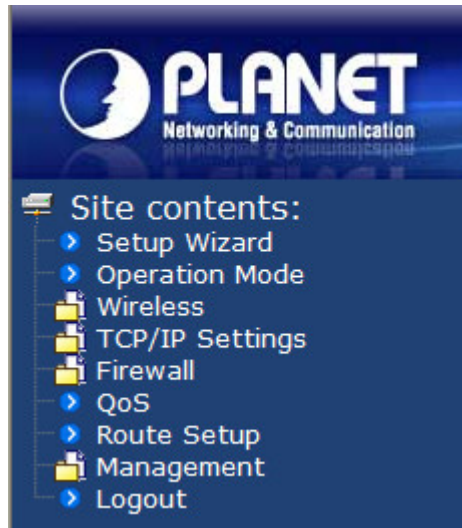 PLANET
Networking & Communication
Site contents:
Setup Wizard
Operation Mode
Wireless
TCP/IP Settings
Firewall
QoS
Route Setup
Management
Logout